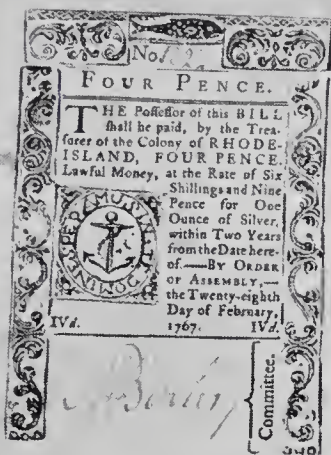 No
FOUR PENCE.
THE Poſſeſſor of this BILL
ſhall be paid, by the Trea-
ſurer of the Colony of RHODE-
ISLAND, FOUR PENCE,
Lawful Money, at the Rate of Six
Shillings and Nine
Pence for One
Ounce of Silver,
within Two Years
from the Date here-
of.——BY ORDER
OF ASSEMBLY,—
the Twenty-eighth
Day of February,
IVd. 1767. IVd.
Committee.